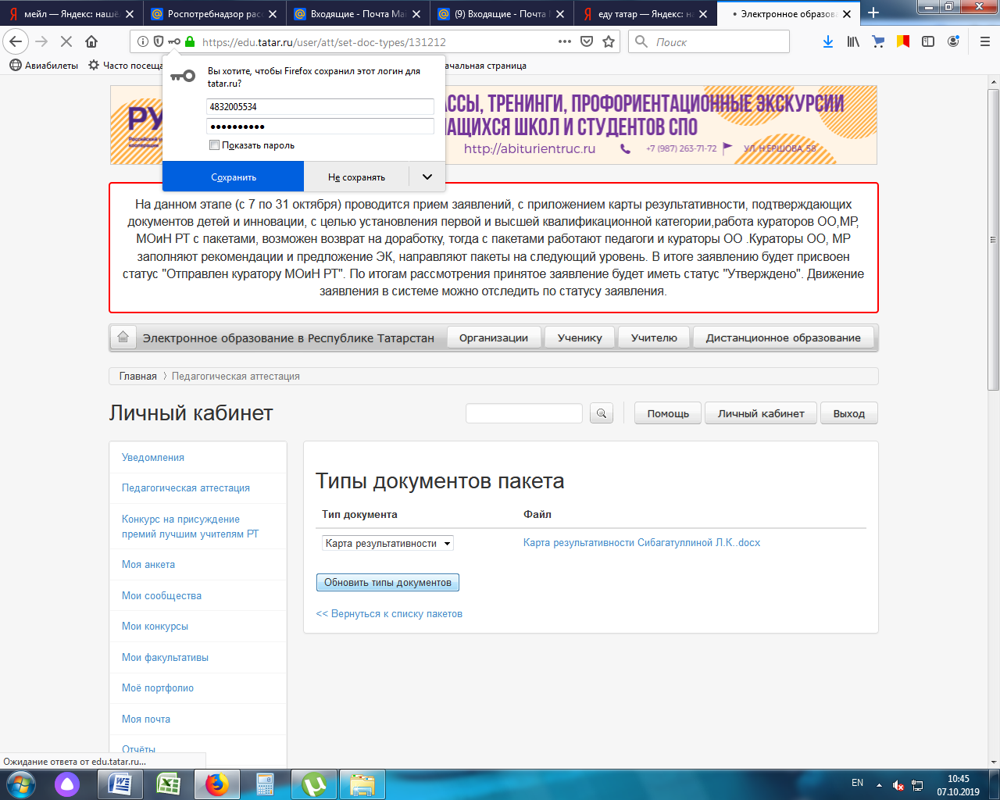 мейл — Яндекс: нашл
Роспотребнадзор расс
Входящие - Почта Mai
(9) Входящие - Почта
еду татар — Яндекс: на
Электронное образова
https://edu.tatar.ru/user/att/set-doc-types/131212
Поиск
Авиабилеты
Часто посеща
чальная страница
Вы хотите, чтобы Firefox сохранил этот логин для
tatar.ru?
4832005534
Показать пароль
Сохранить
Не сохранять
РУ
АССЫ, ТРЕНИНГИ, ПРОФОРИЕНТАЦИОННЫЕ ЭКСКУРСИИ
АЩИХСЯ ШКОЛ И СТУДЕНТОВ СПО
http://abiturientruc.ru
+7 (987) 263-71-72
УЛ. Н.ЕРШОВА, 58
На данном этапе (с 7 по 31 октября) проводится прием заявлений, с приложением карты результативности, подтверждающих
документов детей и инновации, с целью установления первой и высшей квалификационной категории,работа кураторов ОО,МР,
МОиН РТ с пакетами, возможен возврат на доработку, тогда с пакетами работают педагоги и кураторы ОО .Кураторы ОО, МР
заполняют рекомендации и предложение ЭК, направляют пакеты на следующий уровень. В итоге заявлению будет присвоен
статус "Отправлен куратору МОиН РТ". По итогам рассмотрения принятое заявление будет иметь статус "Утверждено". Движение
заявления в системе можно отследить по статусу заявления.
Электронное образование в Республике Татарстан
Организации
Ученику
Учителю
Дистанционное образование
Главная
Педагогическая аттестация
Личный кабинет
Помощь
Личный кабинет
Выход
Уведомления
Педагогическая аттестация
Конкурс на присуждение
премий лучшим учителям РТ
Моя анкета
Мои сообщества
Мои конкурсы
Мои факультативы
Моё портфолио
Моя почта
Отчёты
Типы документов пакета
Тип документа
Файл
Карта результативности
Карта результативности Сибагатуллиной Л.К..docx
Обновить типы документов
<< Вернуться к списку пакетов
Ожидание ответа от edu.tatar.ru...
EN
10:45
07.10.2019